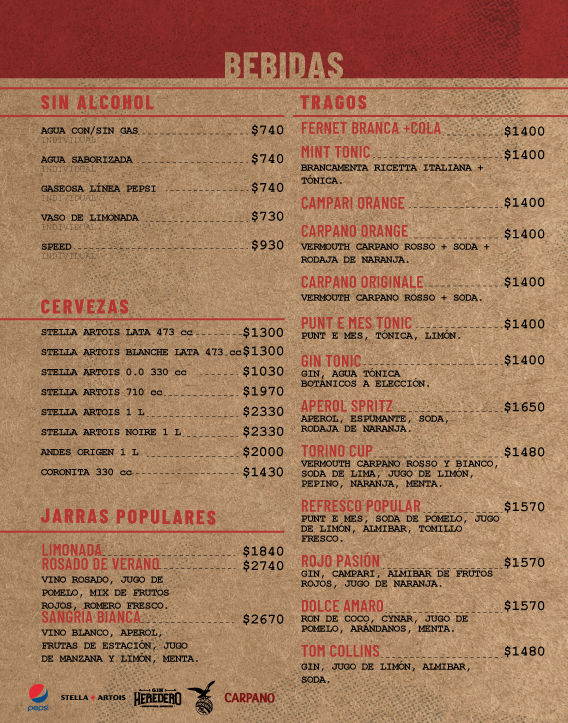 BEBIDAS
SIN ALCOHOL
AGUA CON/SIN GAS $740
INDIVIDUAL
AGUA SABORIZADA $740
INDIVIDUAL
GASEOSA LÍNEA PEPSI $740
INDIVIDUAL
VASO DE LIMONADA $730
INDIVIDUAL
SPEED $930
INDIVIDUAL
CERVEZAS
STELLA ARTOIS LATA 473 cc $1300
STELLA ARTOIS BLANCHE LATA 473 cc $1300
STELLA ARTOIS 0.0 330 cc $1030
STELLA ARTOIS 710 cc $1970
STELLA ARTOIS 1 L $2330
STELLA ARTOIS NOIRE 1 L $2330
ANDES ORIGEN 1 L $2000
CORONITA 330 cc $1430
JARRAS POPULARES
LIMONADA $1840
ROSADO DE VERANO $2740
VINO ROSADO, JUGO DE
POMELO, MIX DE FRUTOS
ROJOS, ROMERO FRESCO.
SANGRIA BIANCA $2670
VINO BLANCO, APEROL,
FRUTAS DE ESTACIÓN, JUGO
DE MANZANA Y LIMÓN, MENTA.
TRAGOS
FERNET BRANCA +COLA $1400
MINT TONIC $1400
BRANCAMENTA RICETTA ITALIANA +
TÓNICA.
CAMPARI ORANGE $1400
CARPANO ORANGE $1400
VERMOUTH CARPANO ROSSO + SODA +
RODAJA DE NARANJA.
CARPANO ORIGINALE $1400
VERMOUTH CARPANO ROSSO + SODA.
PUNT E MES TONIC $1400
PUNT E MES, TÓNICA, LIMÓN.
GIN TONIC $1400
GIN, AGUA TÓNICA
BOTÁNICOS A ELECCIÓN.
APEROL SPRITZ $1650
APEROL, ESPUMANTE, SODA,
RODAJA DE NARANJA.
TORINO CUP $1480
VERMOUTH CARPANO ROSSO Y BIANCO,
SODA DE LIMA, JUGO DE LIMÓN,
PEPINO, NARANJA, MENTA.
REFRESCO POPULAR $1570
PUNT E MES, SODA DE POMELO, JUGO
DE LIMÓN, ALMIBAR, TOMILLO
FRESCO.
ROJO PASIÓN $1570
GIN, CAMPARI, ALMIBAR DE FRUTOS
ROJOS, JUGO DE NARANJA.
DOLCE AMARO $1570
RON DE COCO, CYNAR, JUGO DE
POMELO, ARÁNDANOS, MENTA.
TOM COLLINS $1480
GIN, JUGO DE LIMÓN, ALMIBAR,
SODA.
pepsi
STELLA ARTOIS
GIN
HEREDERO
CARPANO